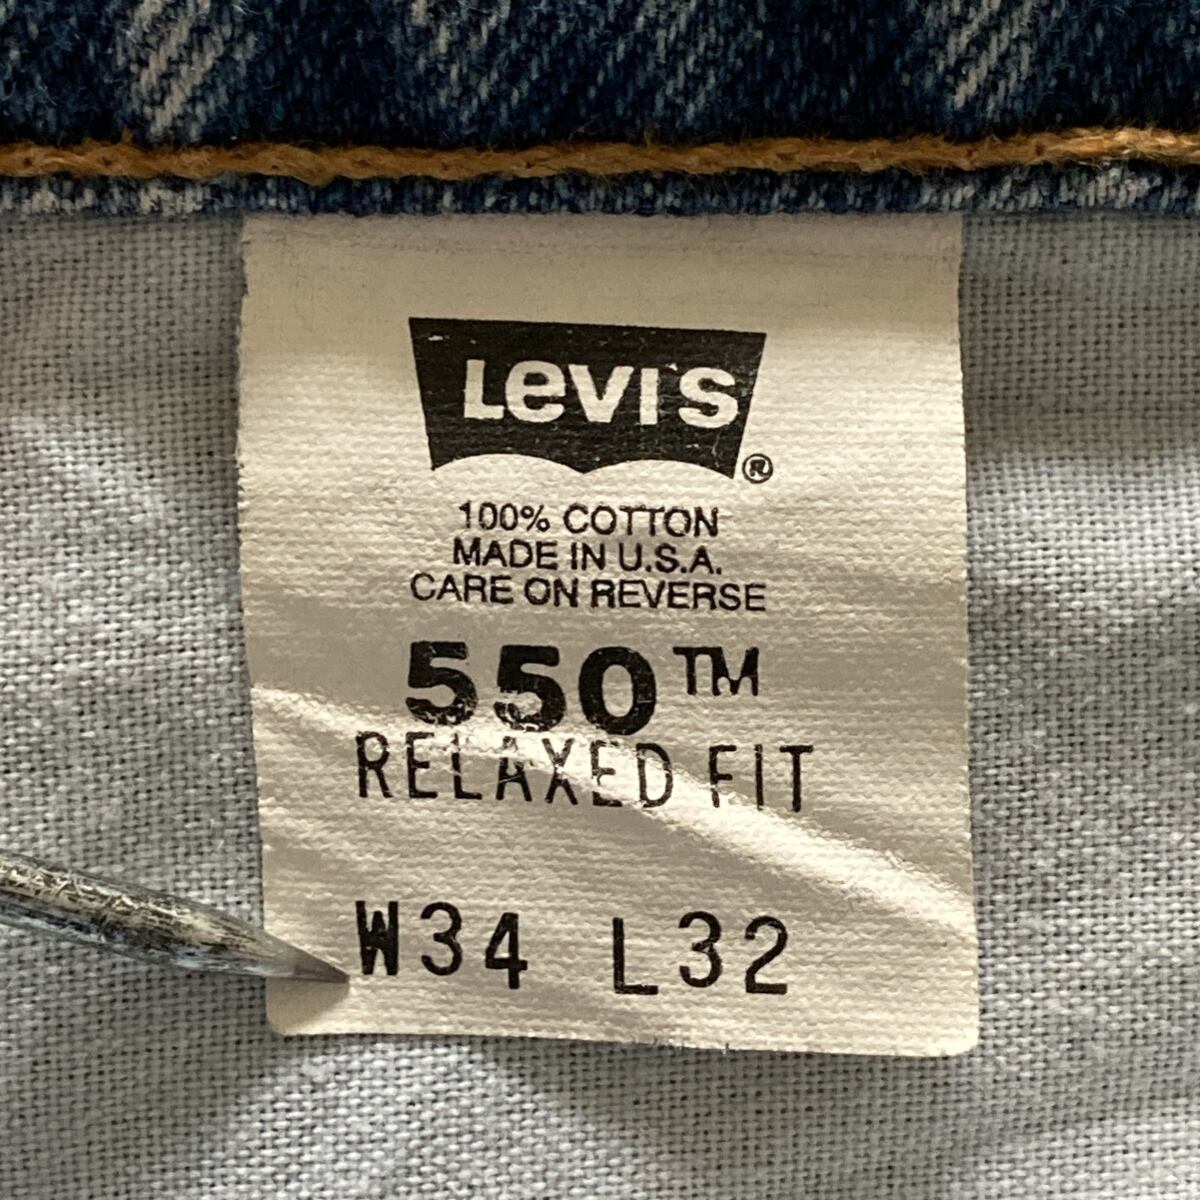 LeVI'S ®
100% COTTON
MADE IN U.S.A.
CARE ON REVERSE
550™
RELAXED FIT
W34 L32